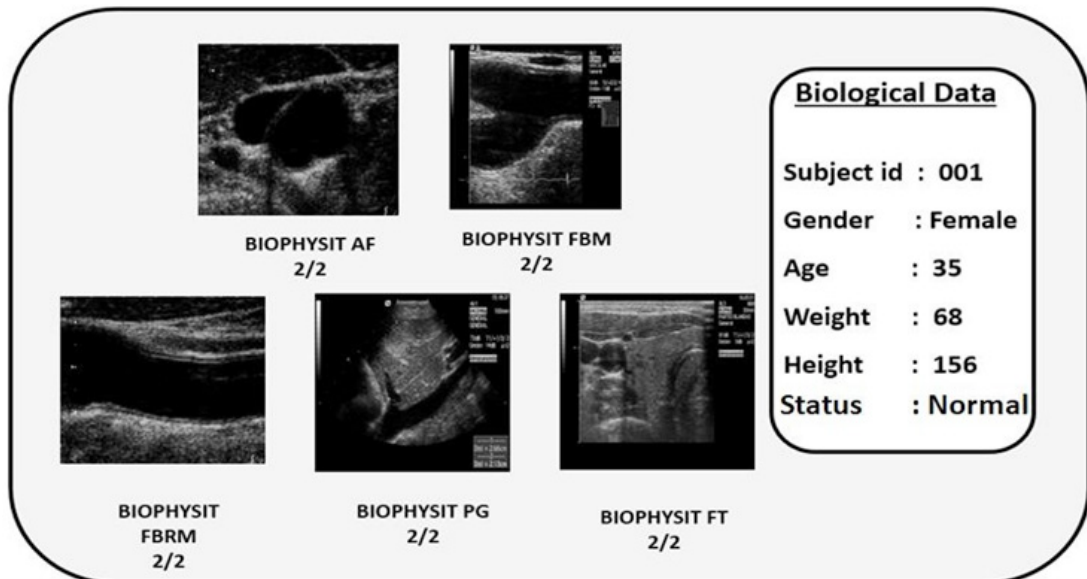 BIOPHYSIT AF
2/2
BIOPHYSIT FBM
2/2
BIOPHYSIT
FBRM
2/2
BIOPHYSIT PG
2/2
BIOPHYSIT FT
2/2
Biological Data
Subject id : 001
Gender : Female
Age : 35
Weight : 68
Height : 156
Status : Normal